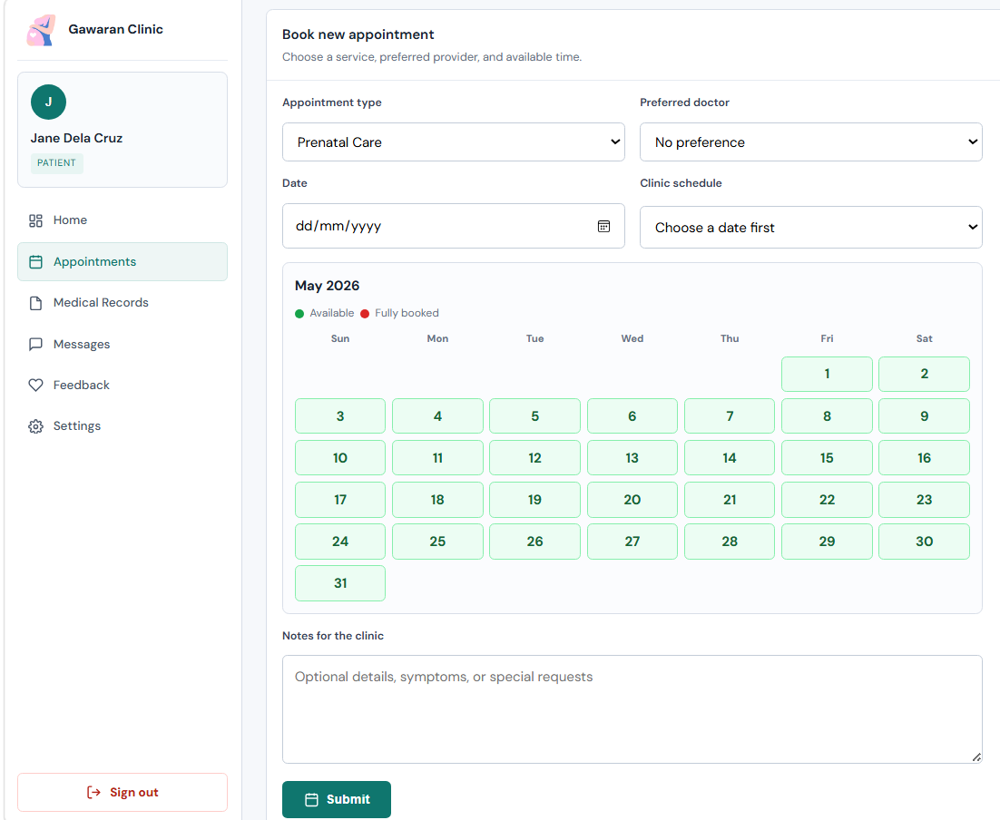 Gawaran Clinic
J
Jane Dela Cruz
PATIENT
Home
Appointments
Medical Records
Messages
Feedback
Settings
Sign out
Book new appointment
Choose a service, preferred provider, and available time.
Appointment type
Preferred doctor
Prenatal Care
No preference
Date
Clinic schedule
dd/mm/yyyy
Choose a date first
May 2026
Available Fully booked
Sun Mon Tue Wed Thu Fri Sat
1 2
3 4 5 6 7 8 9
10 11 12 13 14 15 16
17 18 19 20 21 22 23
24 25 26 27 28 29 30
31
Notes for the clinic
Optional details, symptoms, or special requests
Submit